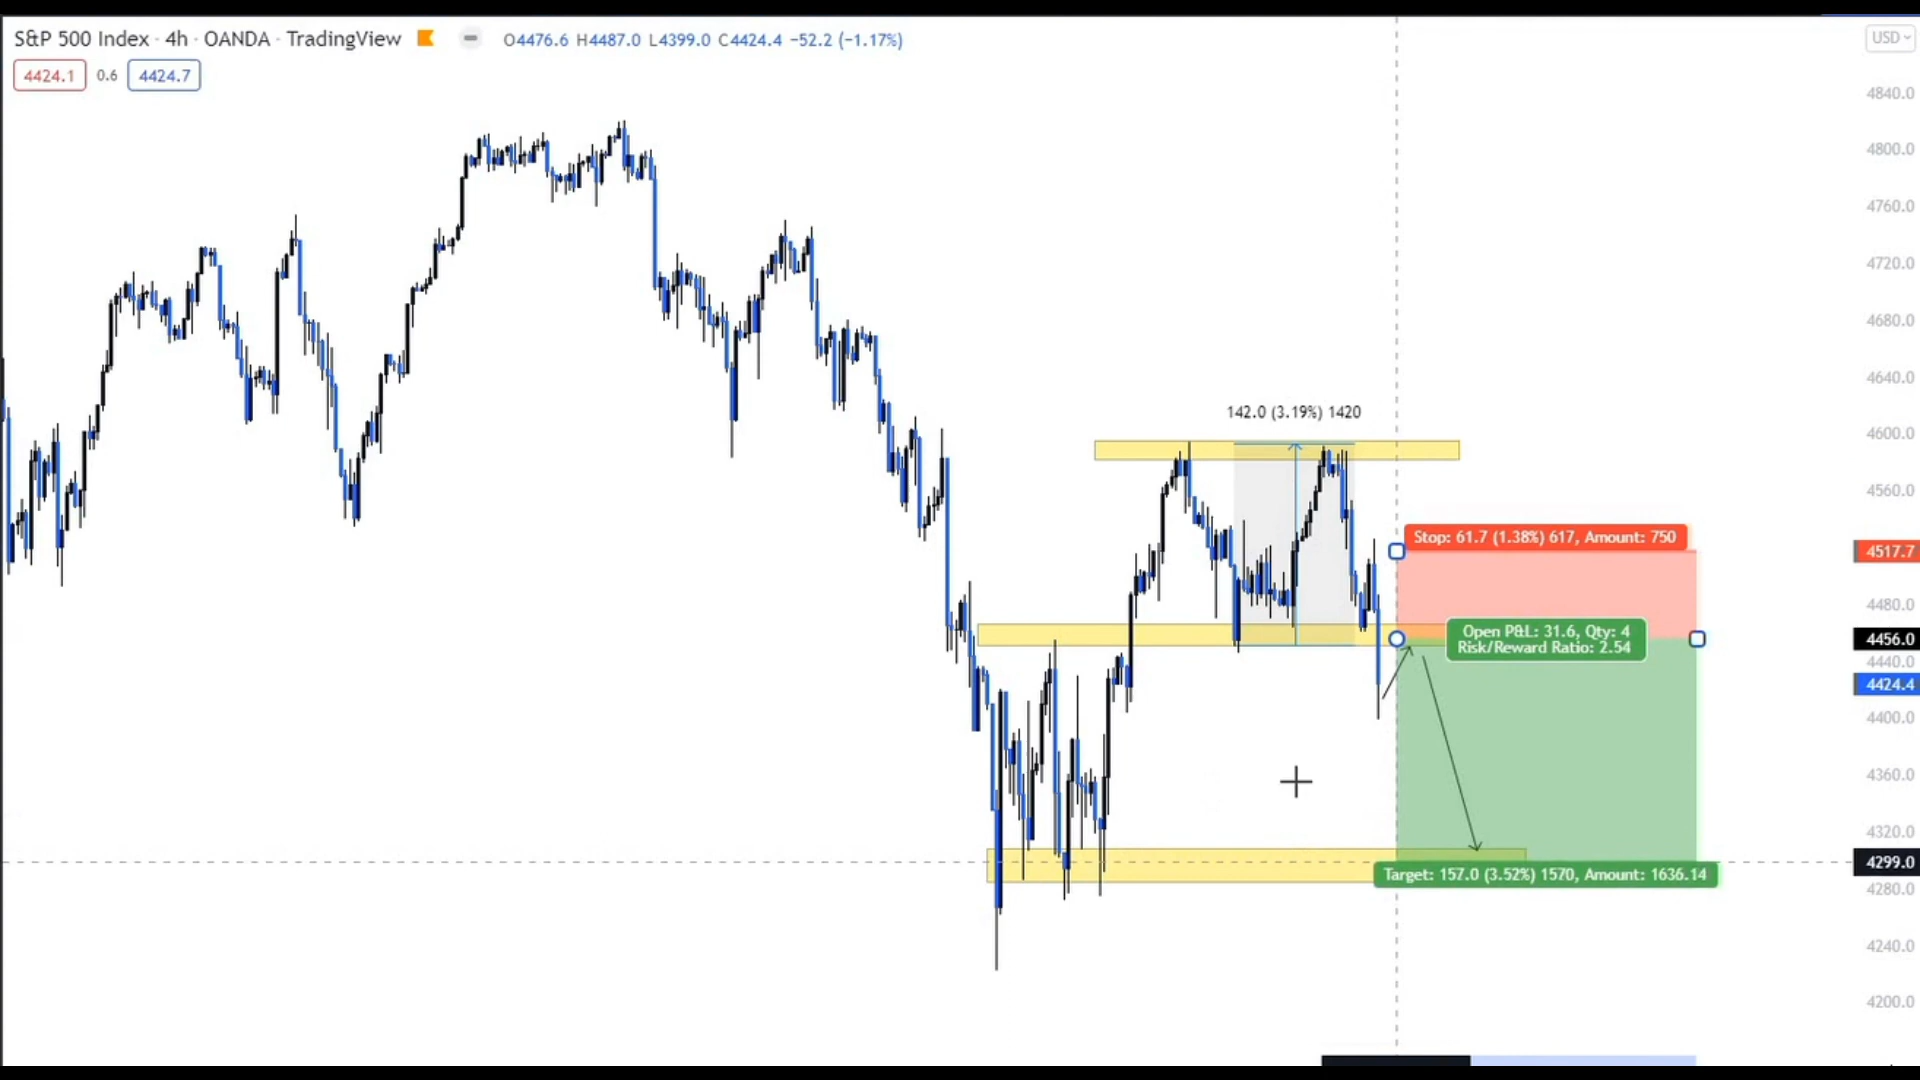 S&P 500 Index · 4h · OANDA · TradingView O4476.6 H4487.0 L4399.0 C4424.4 −52.2 (−1.17%)
USD
4424.1 0.6 4424.7
4840.0
4800.0
4760.0
4720.0
4680.0
4640.0
142.0 (3.19%) 1420
4600.0
4560.0
Stop: 61.7 (1.38%) 617, Amount: 750
4517.7
4480.0
Open P&L: 31.6, Qty: 4
Risk/Reward Ratio: 2.54
4456.0
4440.0
4424.4
4400.0
4360.0
4320.0
4299.0
Target: 157.0 (3.52%) 1570, Amount: 1636.14
4280.0
4240.0
4200.0